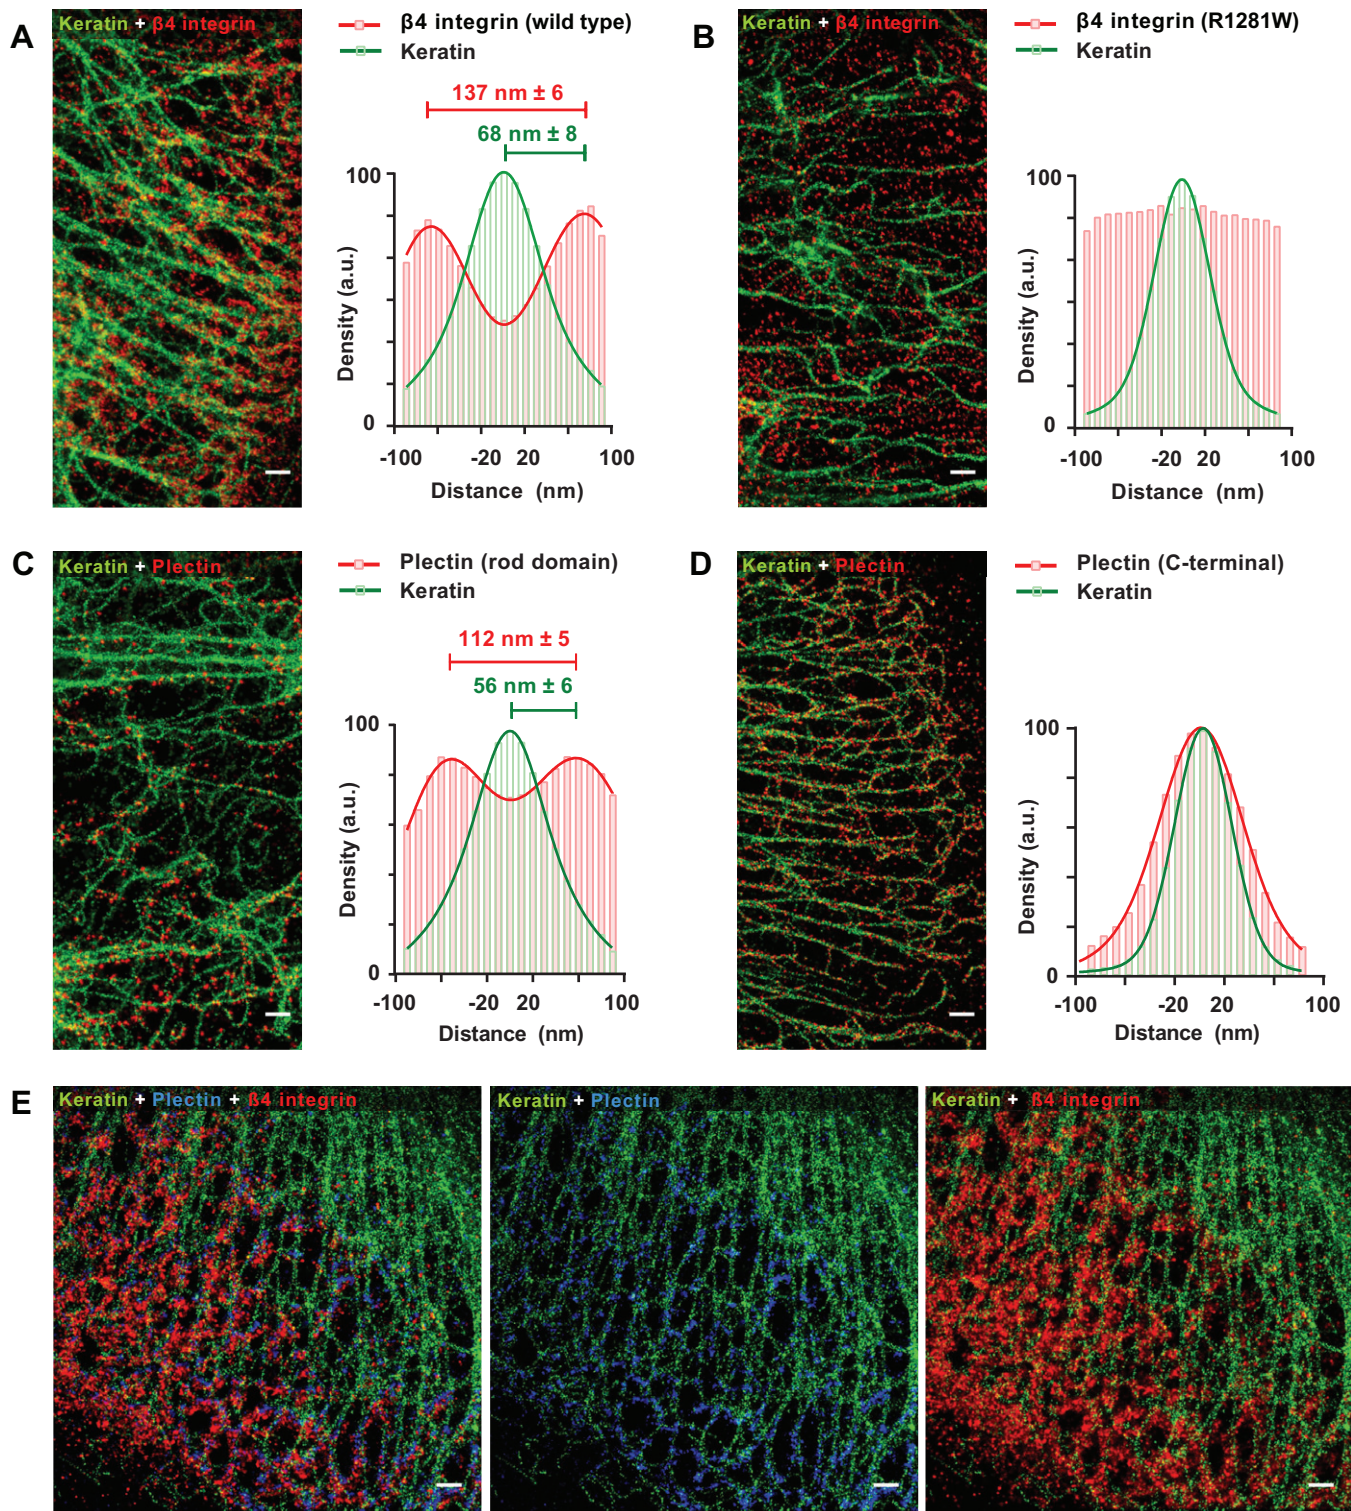 A
Keratin + β4 integrin
β4 integrin (wild type)
Keratin
137 nm ± 6
68 nm ± 8
100
0
Density (a.u.)
-100 -20 20 100
Distance (nm)
B
Keratin + β4 integrin
β4 integrin (R1281W)
Keratin
100
0
Density (a.u.)
-100 -20 20 100
Distance (nm)
C
Keratin + Plectin
Plectin (rod domain)
Keratin
112 nm ± 5
56 nm ± 6
100
0
Density (a.u.)
-100 -20 20 100
Distance (nm)
D
Keratin + Plectin
Plectin (C-terminal)
Keratin
100
0
Density (a.u.)
-100 -20 20 100
Distance (nm)
E
Keratin + Plectin + ß4 integrin
Keratin + Plectin
Keratin + ß4 integrin